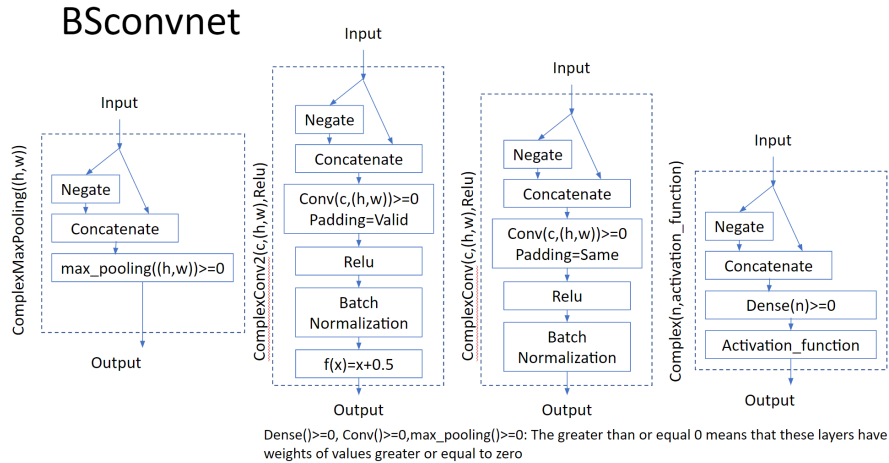 BSconvnet
ComplexMaxPooling((h,w))
Input
Negate
Concatenate
max_pooling((h,w))>=0
Output
ComplexConv2(c,(h,w),Relu)
Input
Negate
Concatenate
Conv(c,(h,w))>=0
Padding=Valid
Relu
Batch
Normalization
f(x)=x+0.5
Output
ComplexConv(c,(h,w),Relu)
Input
Negate
Concatenate
Conv(c,(h,w))>=0
Padding=Same
Relu
Batch
Normalization
Output
Complex(n,activation_function)
Input
Negate
Concatenate
Dense(n)>=0
Activation_function
Output
Dense()>=0, Conv()>=0,max_pooling()>=0: The greater than or equal 0 means that these layers have
weights of values greater or equal to zero